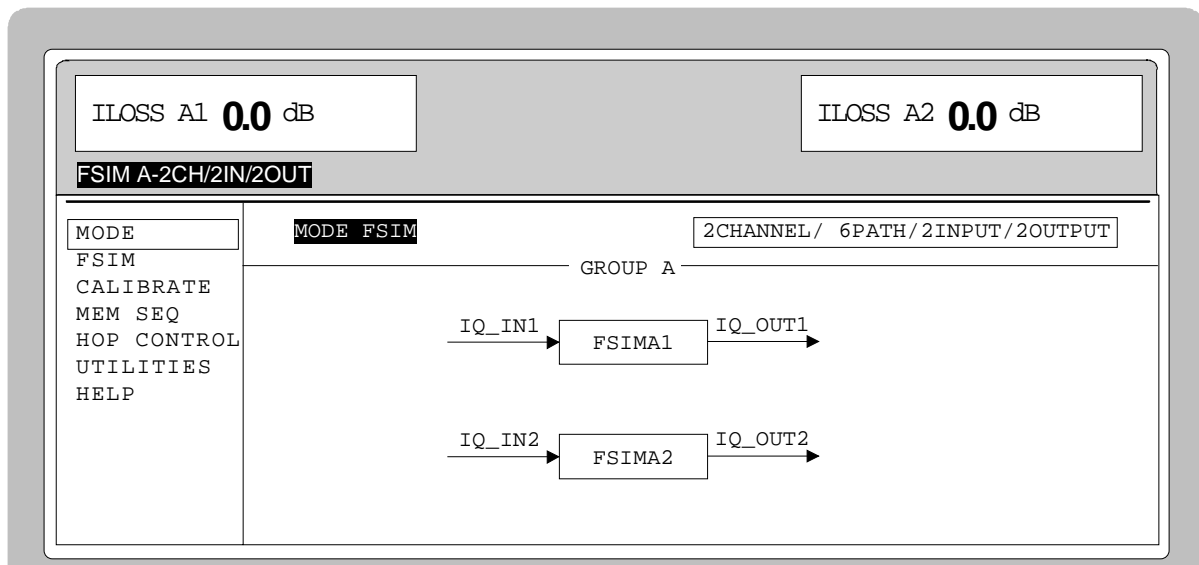 ILOSS A1 0.0 dB
ILOSS A2 0.0 dB
FSIM A-2CH/2IN/2OUT
MODE
FSIM
CALIBRATE
MEM SEQ
HOP CONTROL
UTILITIES
HELP
MODE FSIM
2CHANNEL/ 6PATH/2INPUT/2OUTPUT
GROUP A
IQ_IN1
FSIMA1
IQ_OUT1
IQ_IN2
FSIMA2
IQ_OUT2